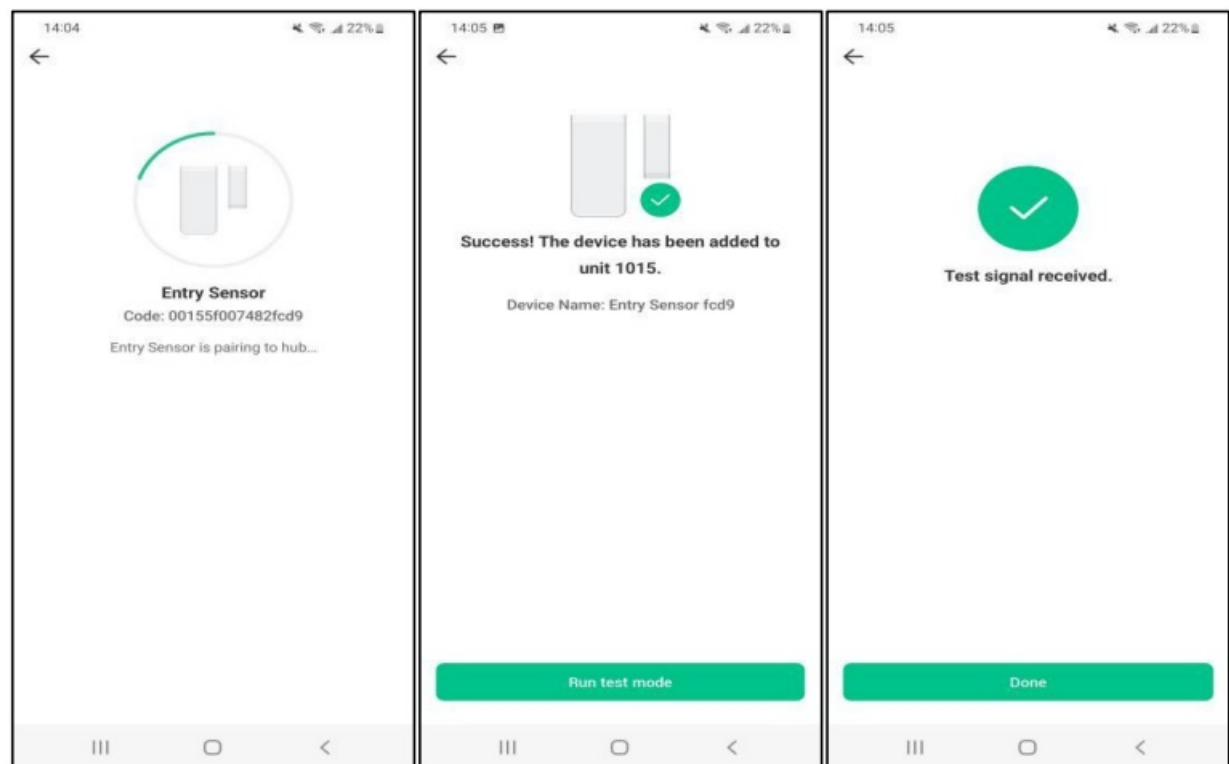 14:04
22%
Entry Sensor
Code: 00155f007482fcd9
Entry Sensor is pairing to hub...
14:05
22%
Success! The device has been added to
unit 1015.
Device Name: Entry Sensor fcd9
Run test mode
14:05
22%
Test signal received.
Done